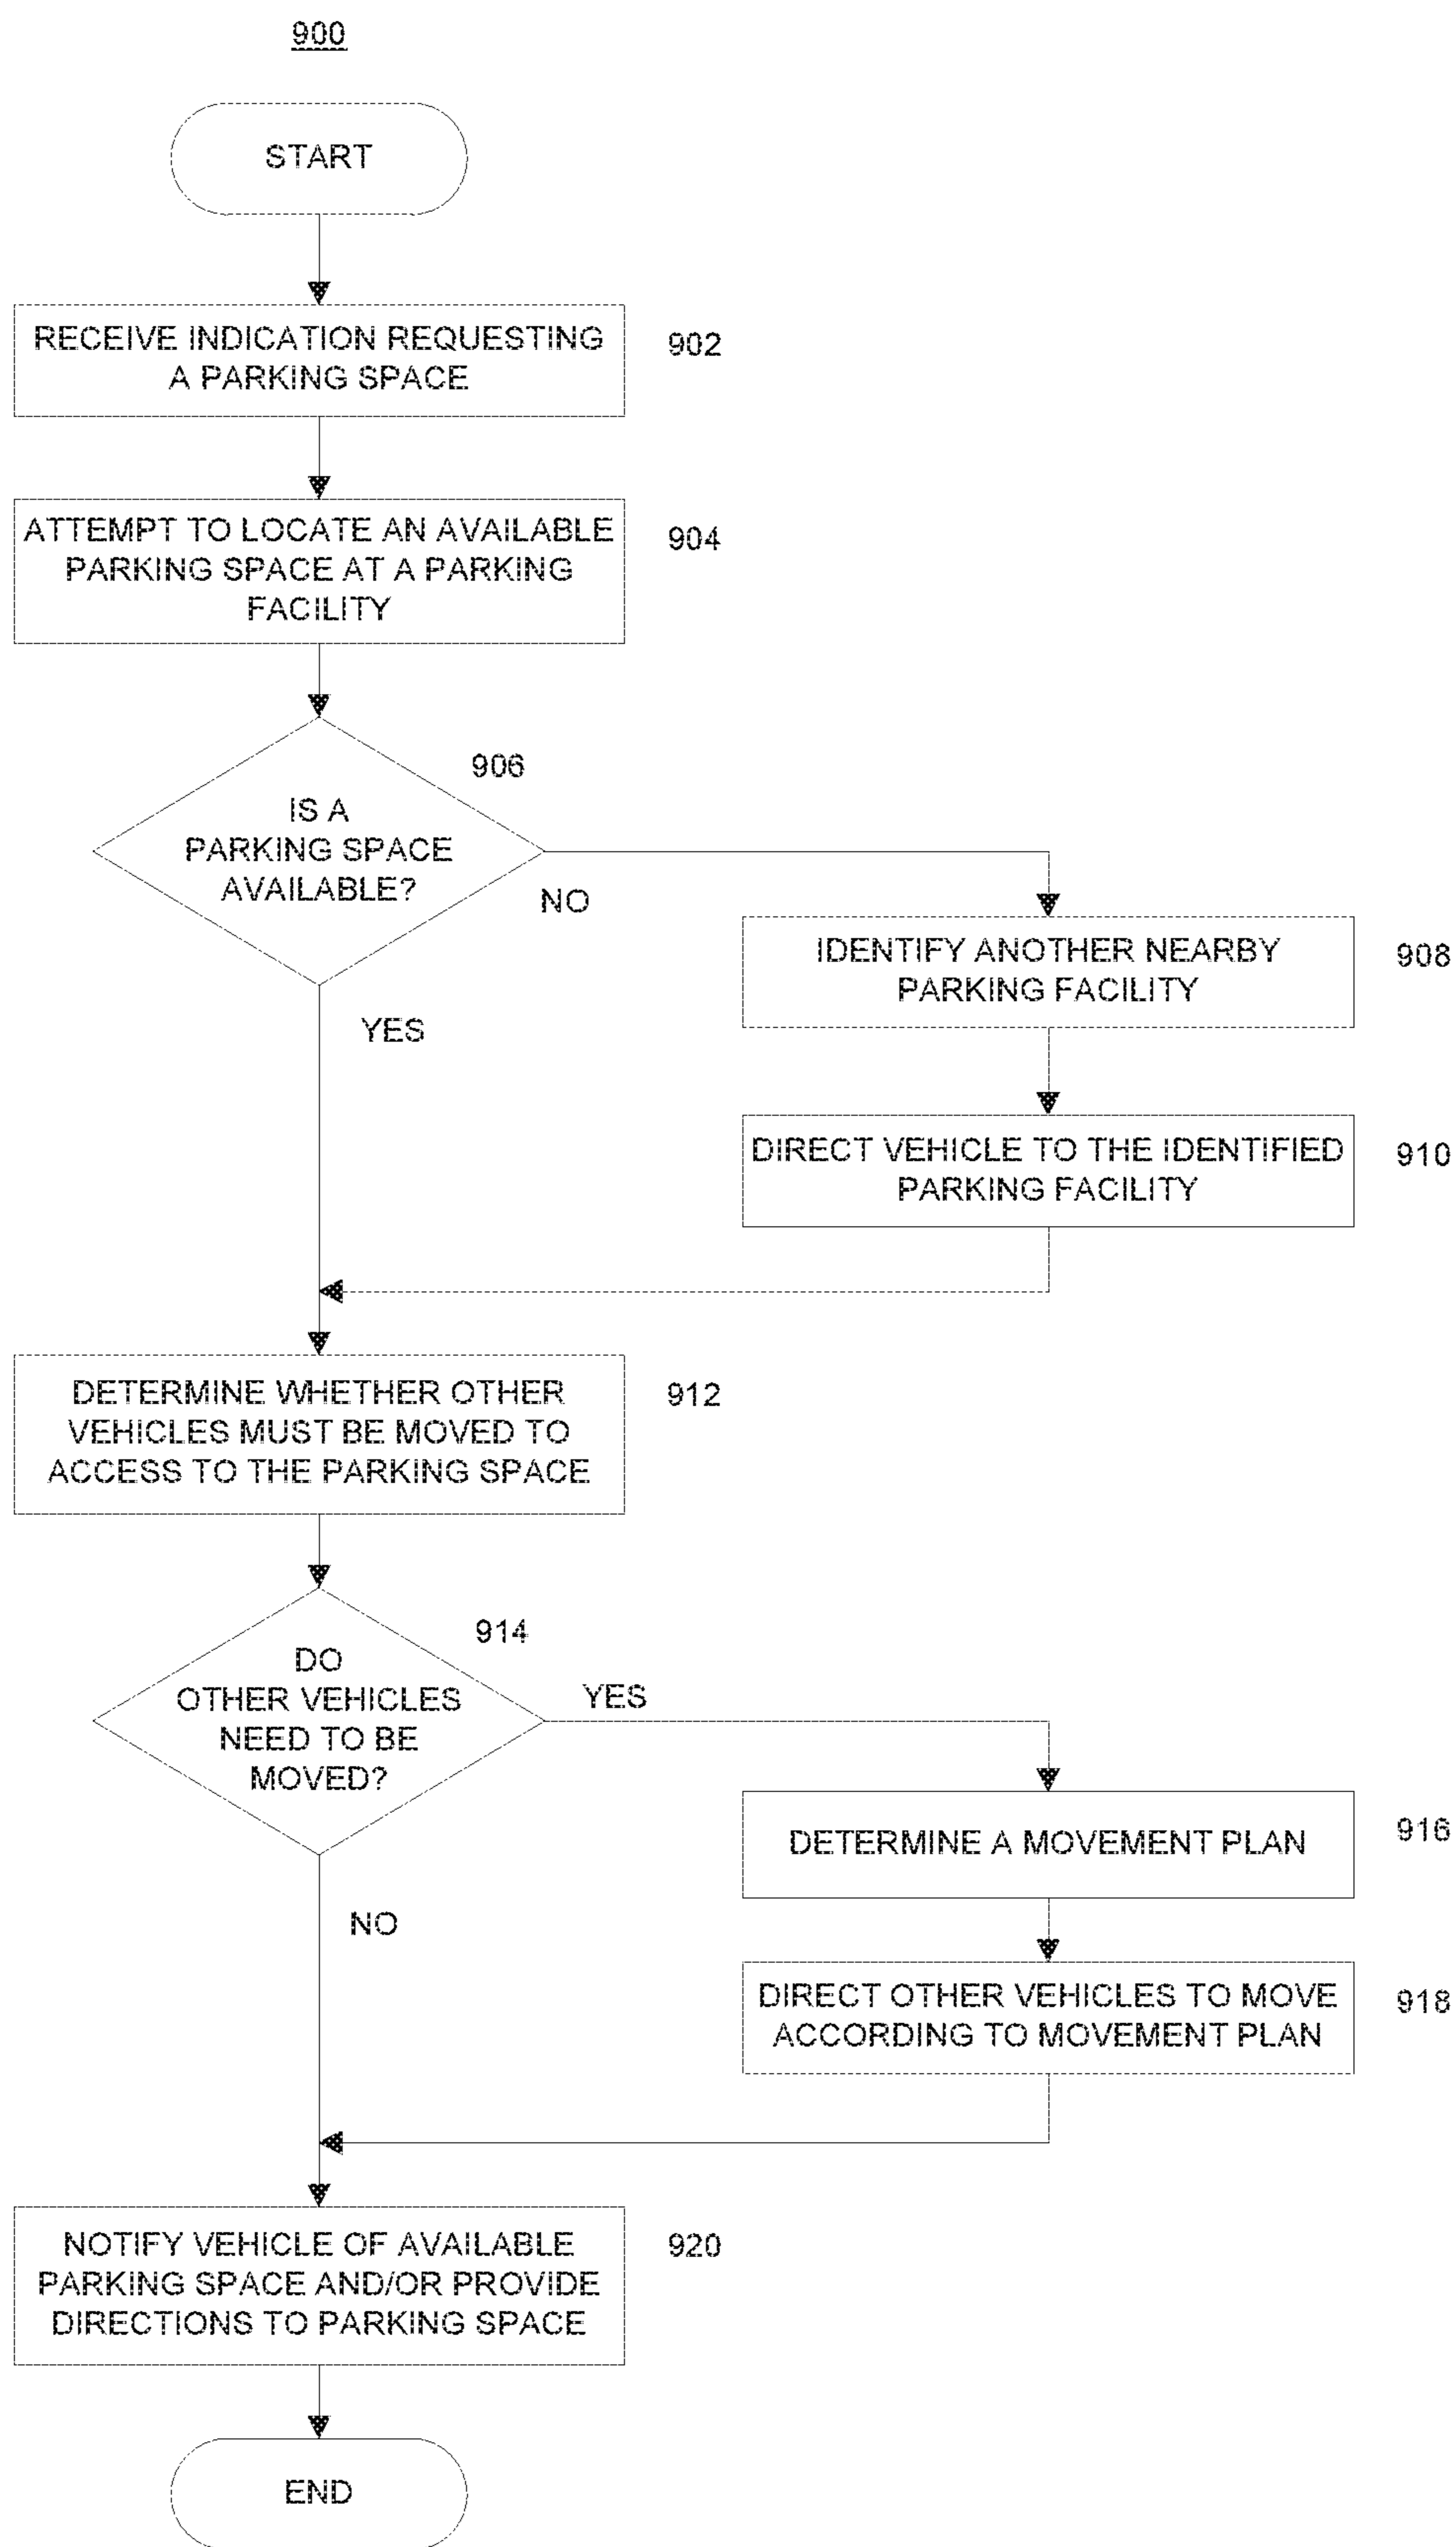 900
START
RECEIVE INDICATION REQUESTING
A PARKING SPACE
902
ATTEMPT TO LOCATE AN AVAILABLE
PARKING SPACE AT A PARKING
FACILITY
904
906
IS A
PARKING SPACE
AVAILABLE?
NO
YES
IDENTIFY ANOTHER NEARBY
PARKING FACILITY
908
DIRECT VEHICLE TO THE IDENTIFIED
PARKING FACILITY
910
DETERMINE WHETHER OTHER
VEHICLES MUST BE MOVED TO
ACCESS TO THE PARKING SPACE
912
914
DO
OTHER VEHICLES
NEED TO BE
MOVED?
YES
NO
DETERMINE A MOVEMENT PLAN
916
DIRECT OTHER VEHICLES TO MOVE
ACCORDING TO MOVEMENT PLAN
918
NOTIFY VEHICLE OF AVAILABLE
PARKING SPACE AND/OR PROVIDE
DIRECTIONS TO PARKING SPACE
920
END